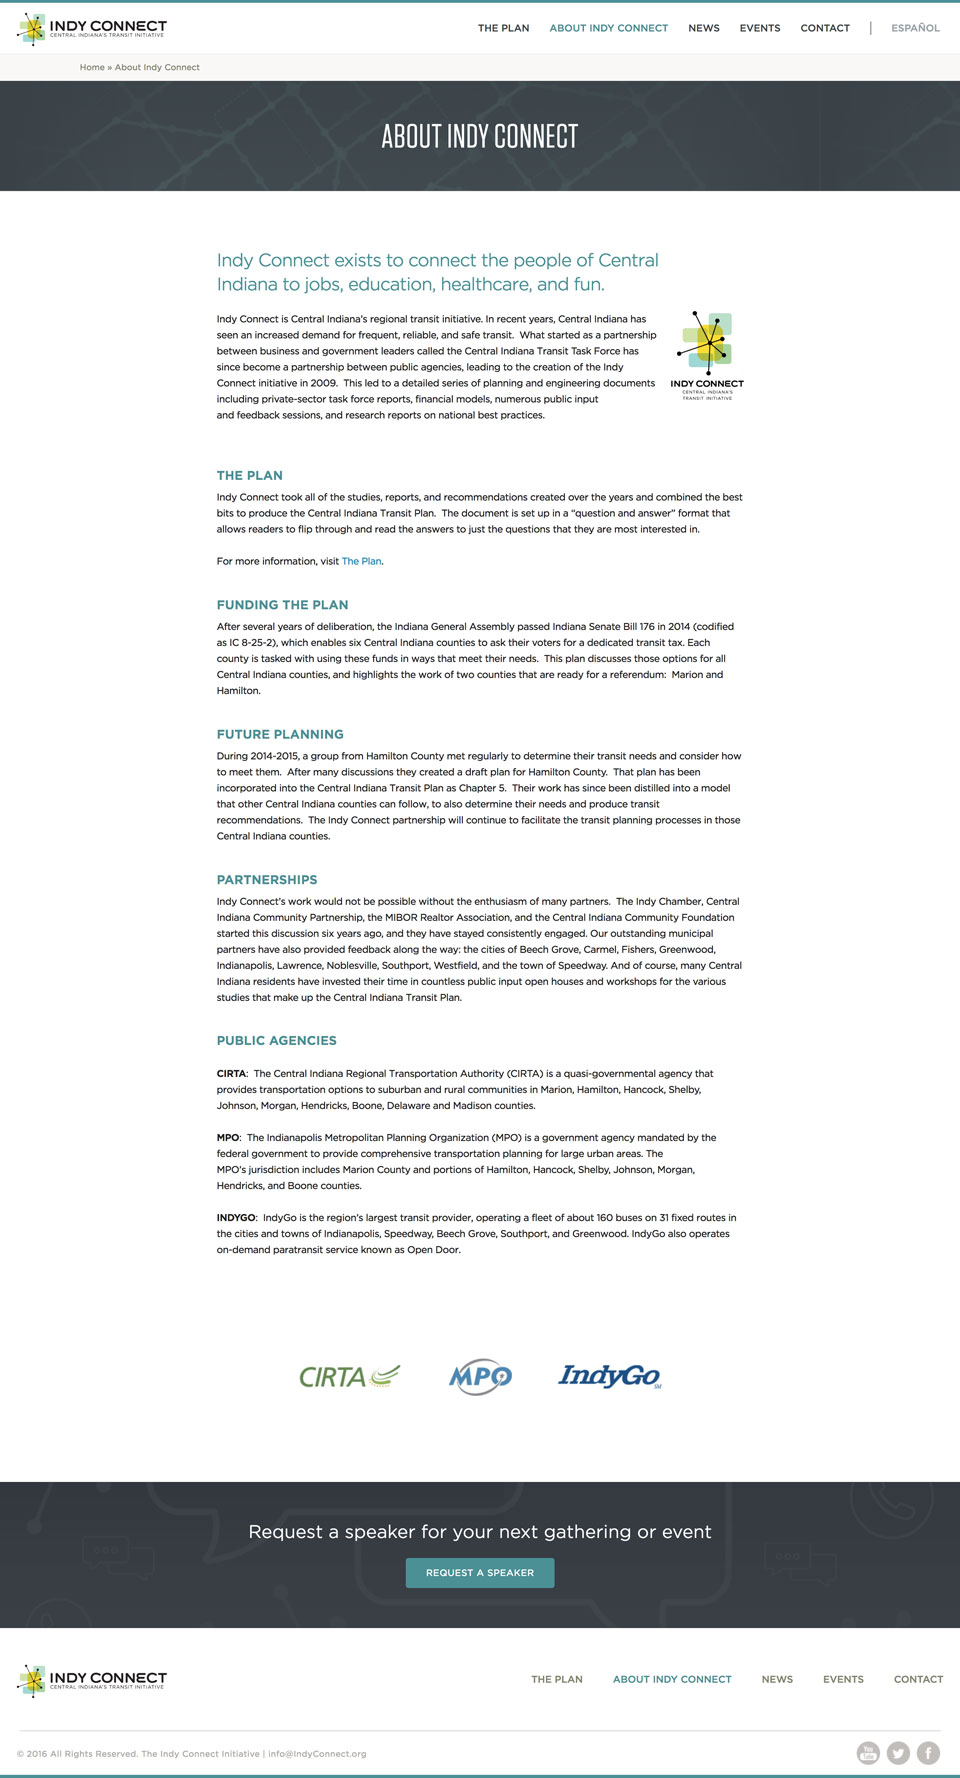 INDY CONNECT
CENTRAL INDIANA'S TRANSIT INITIATIVE
THE PLAN ABOUT INDY CONNECT NEWS EVENTS CONTACT | ESPAÑOL
Home » About Indy Connect
ABOUT INDY CONNECT
Indy Connect exists to connect the people of Central
Indiana to jobs, education, healthcare, and fun.
Indy Connect is Central Indiana's regional transit initiative. In recent years, Central Indiana has
seen an increased demand for frequent, reliable, and safe transit. What started as a partnership
between business and government leaders called the Central Indiana Transit Task Force has
since become a partnership between public agencies, leading to the creation of the Indy
Connect initiative in 2009. This led to a detailed series of planning and engineering documents
including private-sector task force reports, financial models, numerous public input
and feedback sessions, and research reports on national best practices.
INDY CONNECT
CENTRAL INDIANA'S
TRANSIT INITIATIVE
THE PLAN
Indy Connect took all of the studies, reports, and recommendations created over the years and combined the best
bits to produce the Central Indiana Transit Plan. The document is set up in a “question and answer” format that
allows readers to flip through and read the answers to just the questions that they are most interested in.
For more information, visit The Plan.
FUNDING THE PLAN
After several years of deliberation, the Indiana General Assembly passed Indiana Senate Bill 176 in 2014 (codified
as IC 8-25-2), which enables six Central Indiana counties to ask their voters for a dedicated transit tax. Each
county is tasked with using these funds in ways that meet their needs. This plan discusses those options for all
Central Indiana counties, and highlights the work of two counties that are ready for a referendum: Marion and
Hamilton.
FUTURE PLANNING
During 2014-2015, a group from Hamilton County met regularly to determine their transit needs and consider how
to meet them. After many discussions they created a draft plan for Hamilton County. That plan has been
incorporated into the Central Indiana Transit Plan as Chapter 5. Their work has since been distilled into a model
that other Central Indiana counties can follow, to also determine their needs and produce transit
recommendations. The Indy Connect partnership will continue to facilitate the transit planning processes in those
Central Indiana counties.
PARTNERSHIPS
Indy Connect's work would not be possible without the enthusiasm of many partners. The Indy Chamber, Central
Indiana Community Partnership, the MIBOR Realtor Association, and the Central Indiana Community Foundation
started this discussion six years ago, and they have stayed consistently engaged. Our outstanding municipal
partners have also provided feedback along the way: the cities of Beech Grove, Carmel, Fishers, Greenwood,
Indianapolis, Lawrence, Noblesville, Southport, Westfield, and the town of Speedway. And of course, many Central
Indiana residents have invested their time in countless public input open houses and workshops for the various
studies that make up the Central Indiana Transit Plan.
PUBLIC AGENCIES
CIRTA: The Central Indiana Regional Transportation Authority (CIRTA) is a quasi-governmental agency that
provides transportation options to suburban and rural communities in Marion, Hamilton, Hancock, Shelby,
Johnson, Morgan, Hendricks, Boone, Delaware and Madison counties.
MPO: The Indianapolis Metropolitan Planning Organization (MPO) is a government agency mandated by the
federal government to provide comprehensive transportation planning for large urban areas. The
MPO's jurisdiction includes Marion County and portions of Hamilton, Hancock, Shelby, Johnson, Morgan,
Hendricks, and Boone counties.
INDYGO: IndyGo is the region's largest transit provider, operating a fleet of about 160 buses on 31 fixed routes in
the cities and towns of Indianapolis, Speedway, Beech Grove, Southport, and Greenwood. IndyGo also operates
on-demand paratransit service known as Open Door.
CIRTA MPO IndyGo SM
Request a speaker for your next gathering or event
REQUEST A SPEAKER
INDY CONNECT
CENTRAL INDIANA'S TRANSIT INITIATIVE
THE PLAN ABOUT INDY CONNECT NEWS EVENTS CONTACT
© 2016 All Rights Reserved. The Indy Connect Initiative | info@IndyConnect.org
You Tube